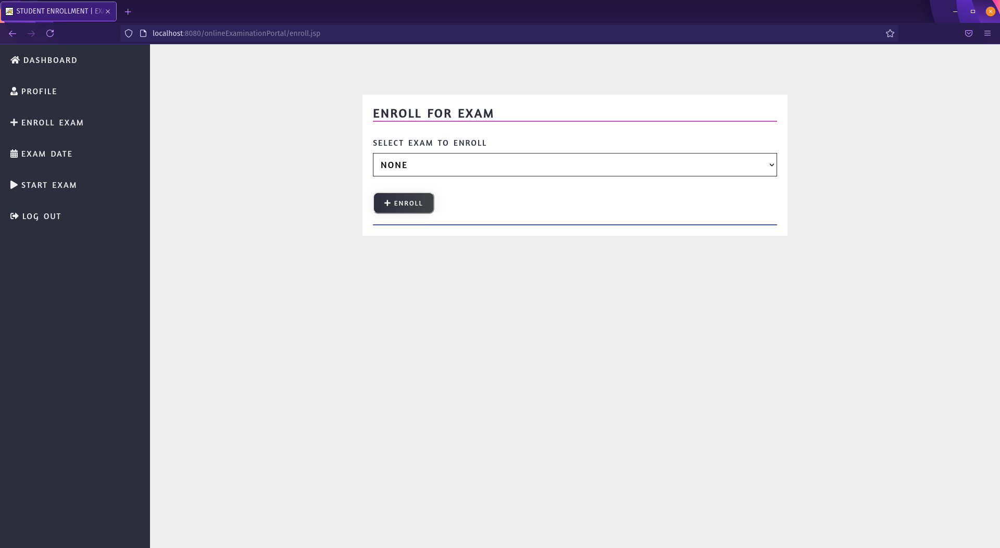 STUDENT ENROLLMENT | EX
localhost:8080/onlineExaminationPortal/enroll.jsp
DASHBOARD
PROFILE
ENROLL EXAM
EXAM DATE
START EXAM
LOG OUT
ENROLL FOR EXAM
SELECT EXAM TO ENROLL
NONE
ENROLL